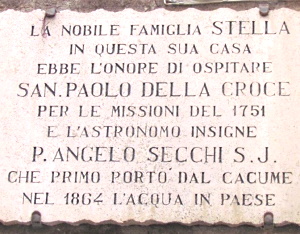 LA NOBILE FAMIGLIA STELLA
IN QUESTA SUA CASA
EBBE L'ONORE DI OSPITARE
SAN. PAOLO DELLA CROCE
PER LE MISSIONI DEL 1751
E L'ASTRONOMO INSIGNE
P. ANGELO SECCHI S. J.
CHE PRIMO PORTO' DAL CACUME
NEL 1864 L'ACQUA IN PAESE